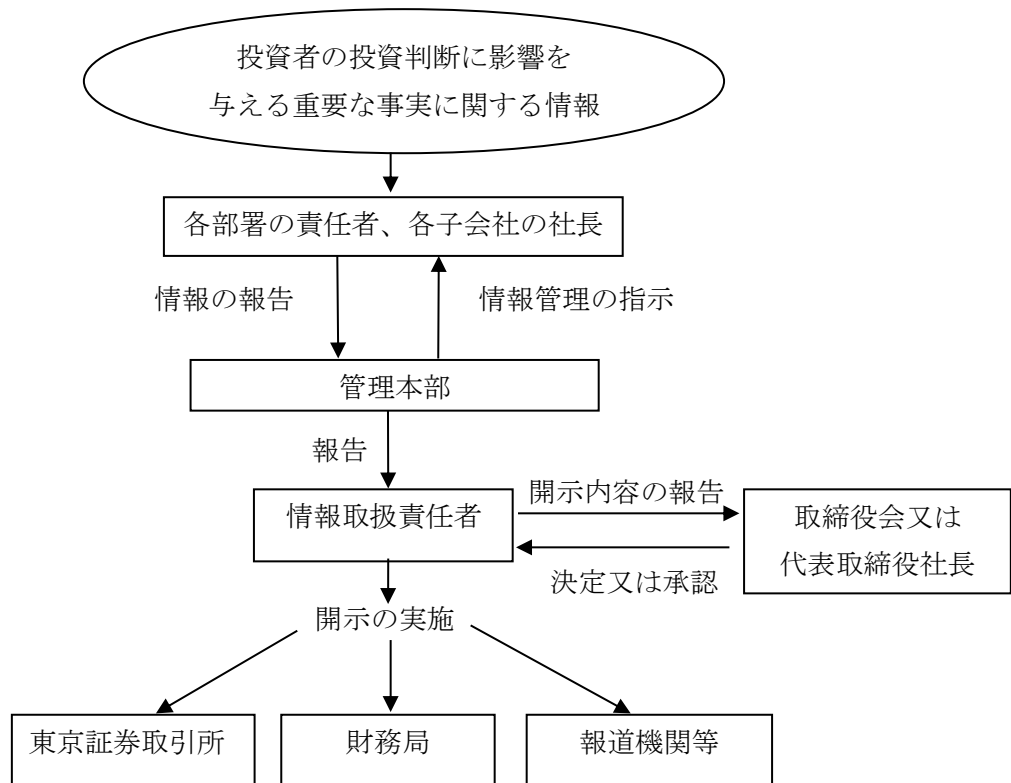 投資者の投資判断に影響を
与える重要な事実に関する情報
各部署の責任者、各子会社の社長
情報の報告
情報管理の指示
管理本部
報告
情報取扱責任者
開示内容の報告
取締役会又は
代表取締役社長
決定又は承認
開示の実施
東京証券取引所
財務局
報道機関等